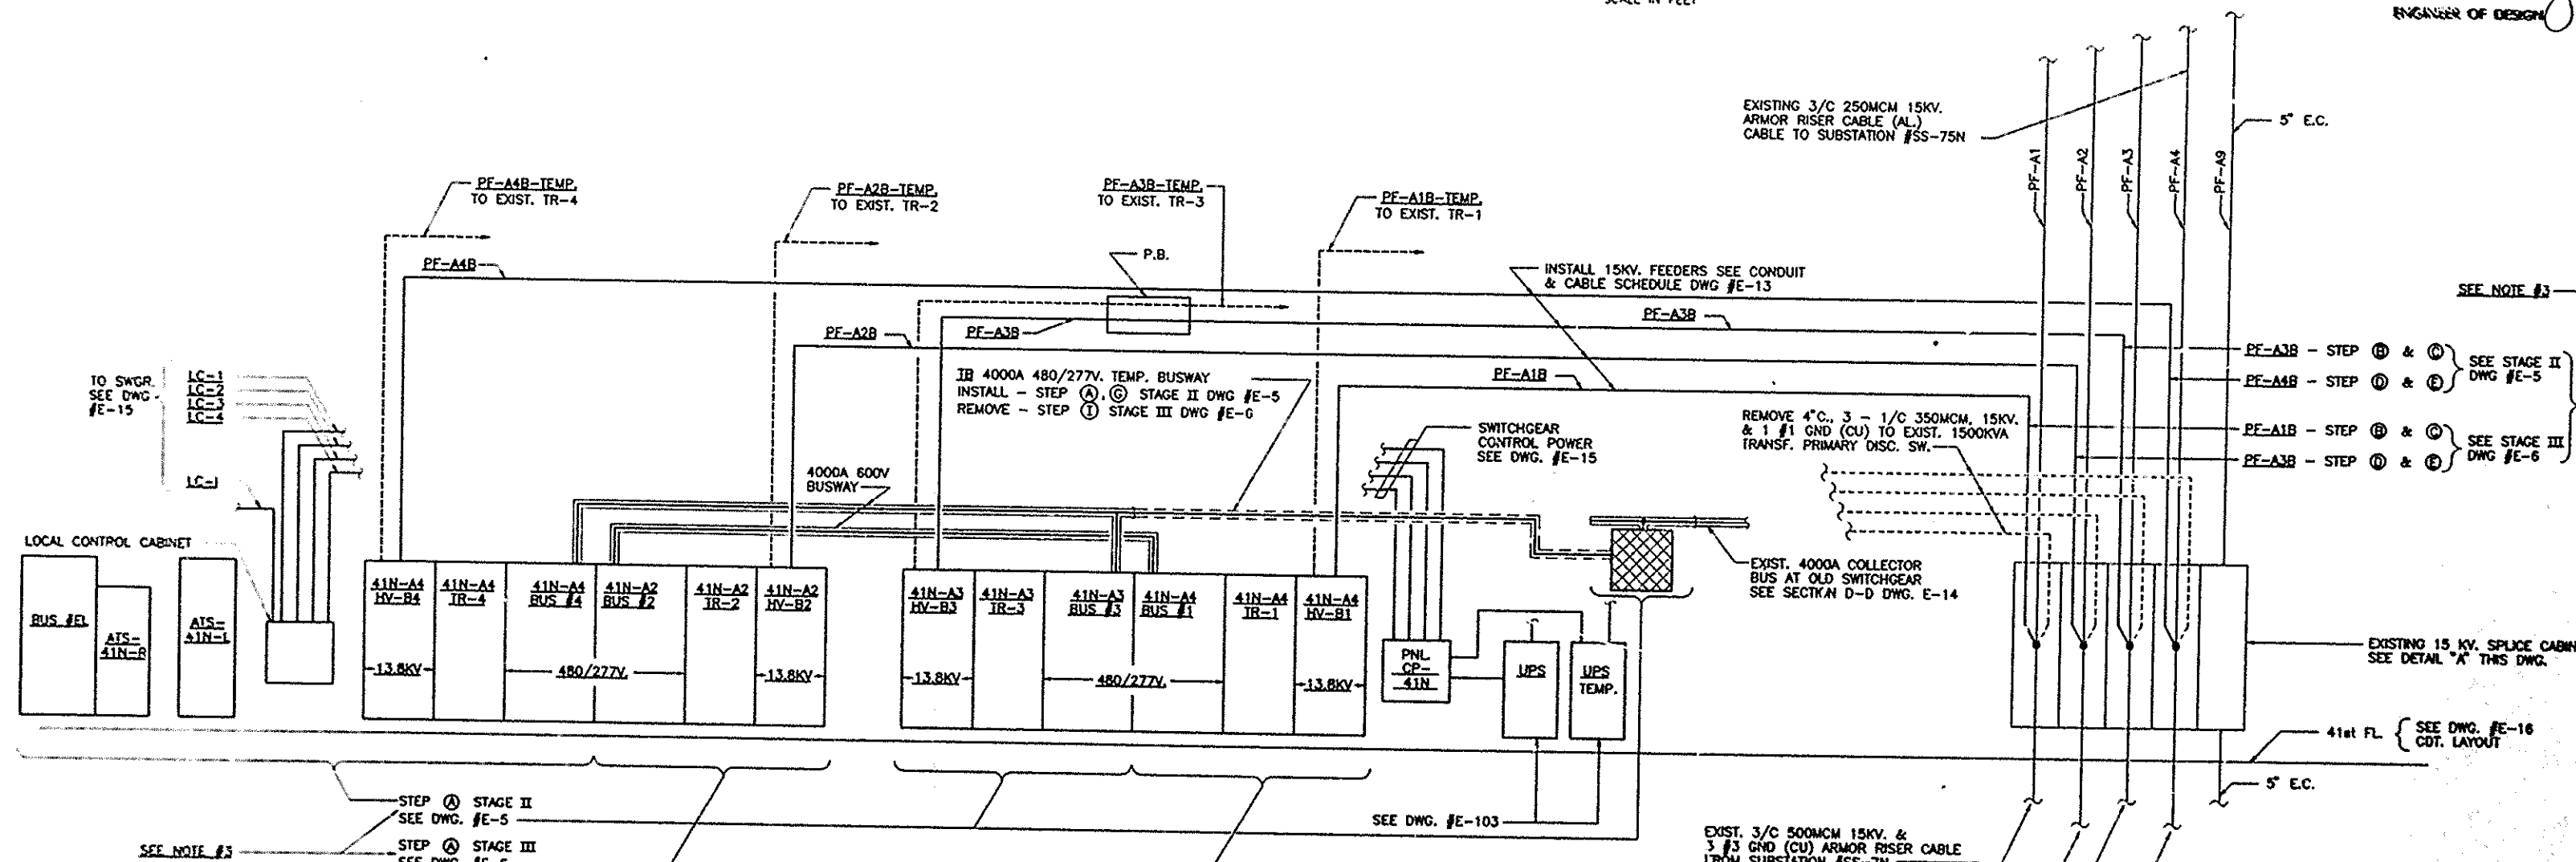 SCALE IN FEET
ENGINEER OF DESIGN
EXISTING 3/C 250MCM 15KV.
ARMOR RISER CABLE (AL.)
CABLE TO SUBSTATION #SS-75N
5" E.C.
PF-A1
PF-A2
PF-A3
PF-A4
PF-A9
PF-A4B-TEMP.
TO EXIST. TR-4
PF-A2B-TEMP.
TO EXIST. TR-2
PF-A3B-TEMP.
TO EXIST. TR-3
PF-A1B-TEMP.
TO EXIST. TR-1
P.B.
PF-A4B
INSTALL 15KV. FEEDERS SEE CONDUIT
& CABLE SCHEDULE DWG #E-13
SEE NOTE #3
PF-A2B
PF-A3B
PF-A3B
PF-A3B - STEP B & C
PF-A4B - STEP D & E
SEE STAGE II
DWG #E-5
PF-A1B - STEP B & C
PF-A3B - STEP D & E
SEE STAGE III
DWG #E-6
TO SWGR.
SEE DWG
#E-15
LC-1
LC-2
LC-3
LC-4
LC-1
TB 4000A 480/277V. TEMP. BUSWAY
INSTALL - STEP A, G STAGE II DWG #E-5
REMOVE - STEP I STAGE III DWG #E-6
PF-A1B
REMOVE 4"C., 3 - 1/C 350MCM, 15KV.
& 1 #1 GND (CU) TO EXIST. 1500KVA
TRANSF. PRIMARY DISC. SW.
SWITCHGEAR
CONTROL POWER
SEE DWG. #E-15
4000A 600V
BUSWAY
LOCAL CONTROL CABINET
EXIST. 4000A COLLECTOR
BUS AT OLD SWITCHGEAR
SEE SECTION D-D DWG. E-14
BUS #EL
ATS-
41N-R
ATS-
41N-L
41N-A4
HV-B4
41N-A4
TR-4
41N-A4
BUS #4
41N-A2
BUS #2
41N-A2
TR-2
41N-A2
HV-B2
41N-A3
HV-B3
41N-A3
TR-3
41N-A3
BUS #3
41N-A4
BUS #1
41N-A4
TR-1
41N-A4
HV-B1
13.8KV
480/277V.
13.8KV
13.8KV
480/277V.
13.8KV
PNL.
CP-
41N
UPS
UPS
TEMP.
EXISTING 15 KV. SPLICE CABIN
SEE DETAIL "A" THIS DWG.
41st FL.
SEE DWG. #E-16
CDT. LAYOUT
5" E.C.
STEP A STAGE II
SEE DWG. #E-5
SEE NOTE #3
STEP A STAGE III
SEE DWG. #E-6
SEE DWG. #E-103
EXIST. 3/C 500MCM 15KV. &
3 #3 GND (CU) ARMOR RISER CABLE
FROM SUBSTATION #SS-7N